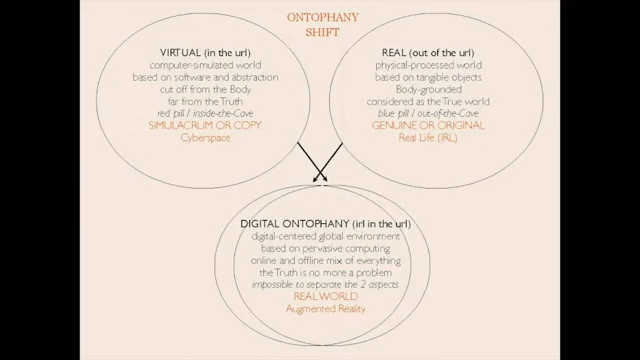 ONTOPHANY
SHIFT
VIRTUAL (in the url)
computer-simulated world
based on software and abstraction
cut off from the Body
far from the Truth
red pill / inside-the-Cave
SIMULACRUM OR COPY
Cyberspace
REAL (out of the url)
physical-processed world
based on tangible objects
Body-grounded
considered as the True world
blue pill / out-of-the-Cave
GENUINE OR ORIGINAL
Real Life (IRL)
DIGITAL ONTOPHANY (irl in the url)
digital-centered global environment
based on pervasive computing
online and offline mix of everything
the Truth is no more a problem
impossible to separate the 2 aspects
REAL WORLD
Augmented Reality